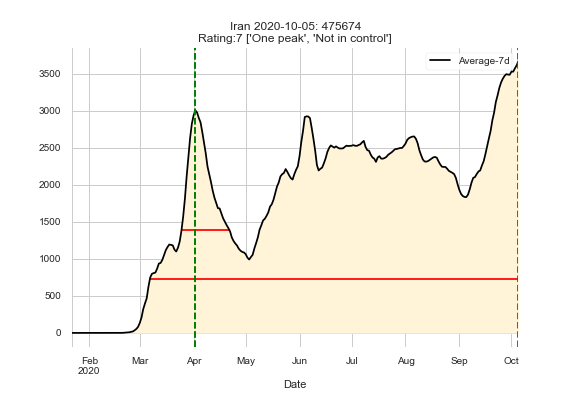 Iran 2020-10-05: 475674
Rating:7 ['One peak', 'Not in control']
Average-7d
3500
3000
2500
2000
1500
1000
500
0
Feb Mar Apr May Jun Jul Aug Sep Oct
2020
Date